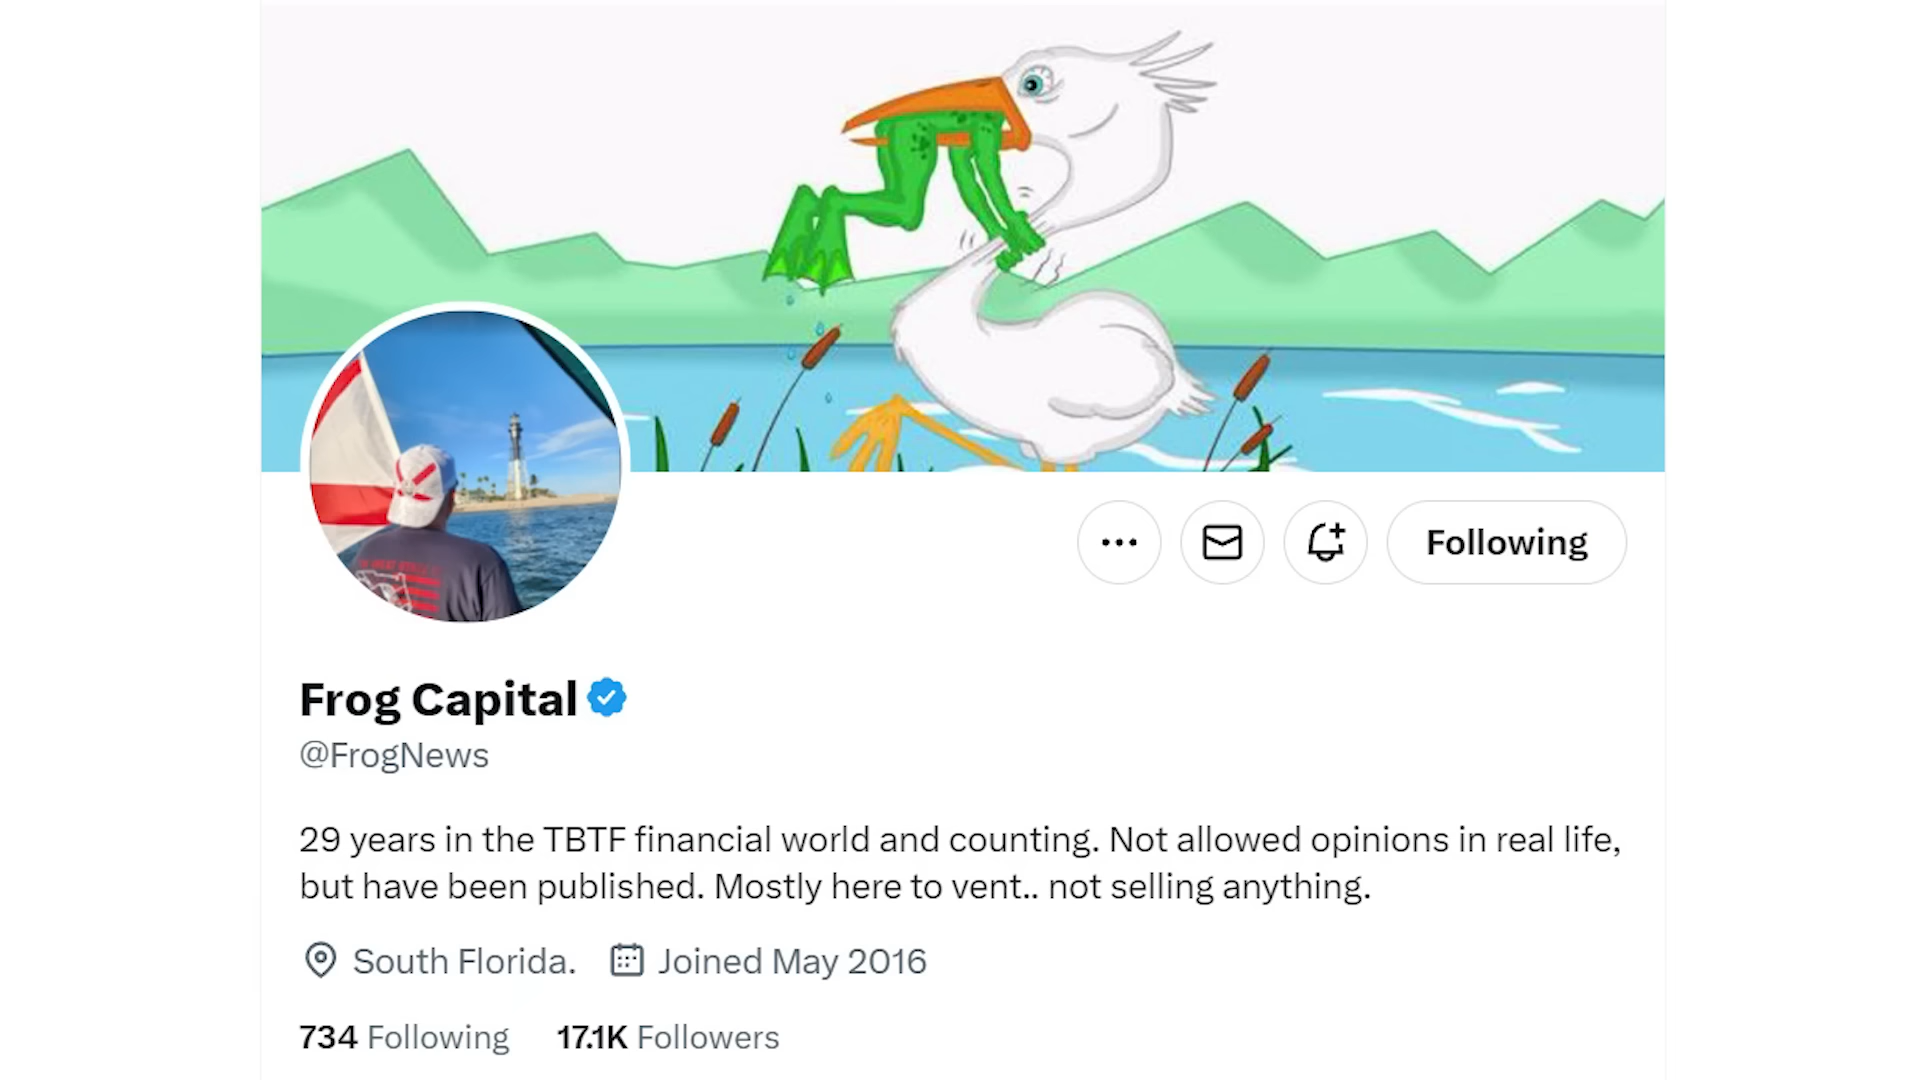 Following
Frog Capital
@FrogNews
29 years in the TBTF financial world and counting. Not allowed opinions in real life,
but have been published. Mostly here to vent.. not selling anything.
South Florida. Joined May 2016
734 Following 17.1K Followers